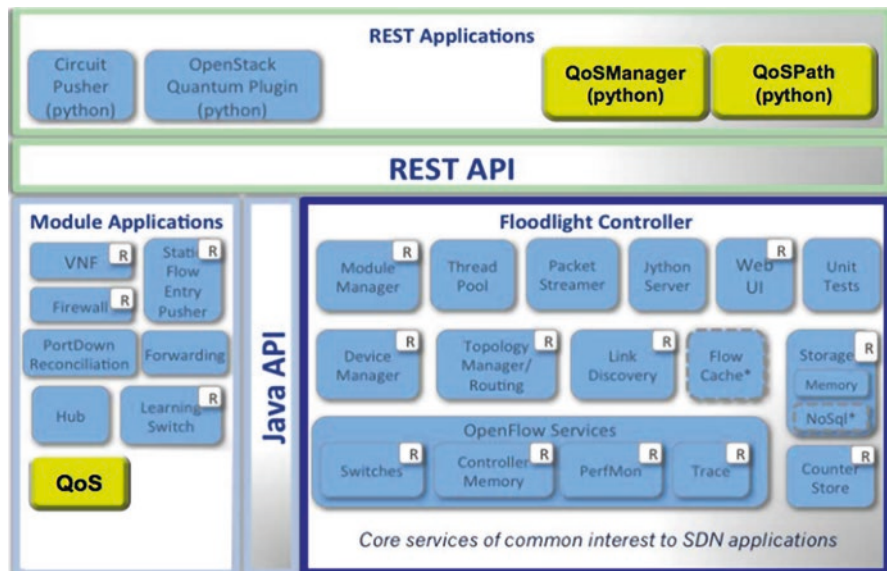 REST Applications
Circuit
Pusher
(python)
OpenStack
Quantum Plugin
(python)
QoSManager
(python)
QoSPath
(python)
REST API
Module Applications
VNF
R
Static
R
Flow
Entry
Pusher
Firewall
R
PortDown
Reconciliation
Forwarding
Hub
Learning
Switch
R
QoS
Java API
Floodlight Controller
Module
Manager
R
Thread
Pool
Packet
Streamer
Jython
Server
Web
UI
R
Unit
Tests
Device
Manager
R
Topology
Manager/
Routing
R
Link
Discovery
R
Flow
Cache*
Storage
R
Memory
NoSql*
OpenFlow Services
Switches
R
Controller
Memory
R
PerfMon
R
Trace
R
Counter
Store
R
Core services of common interest to SDN applications